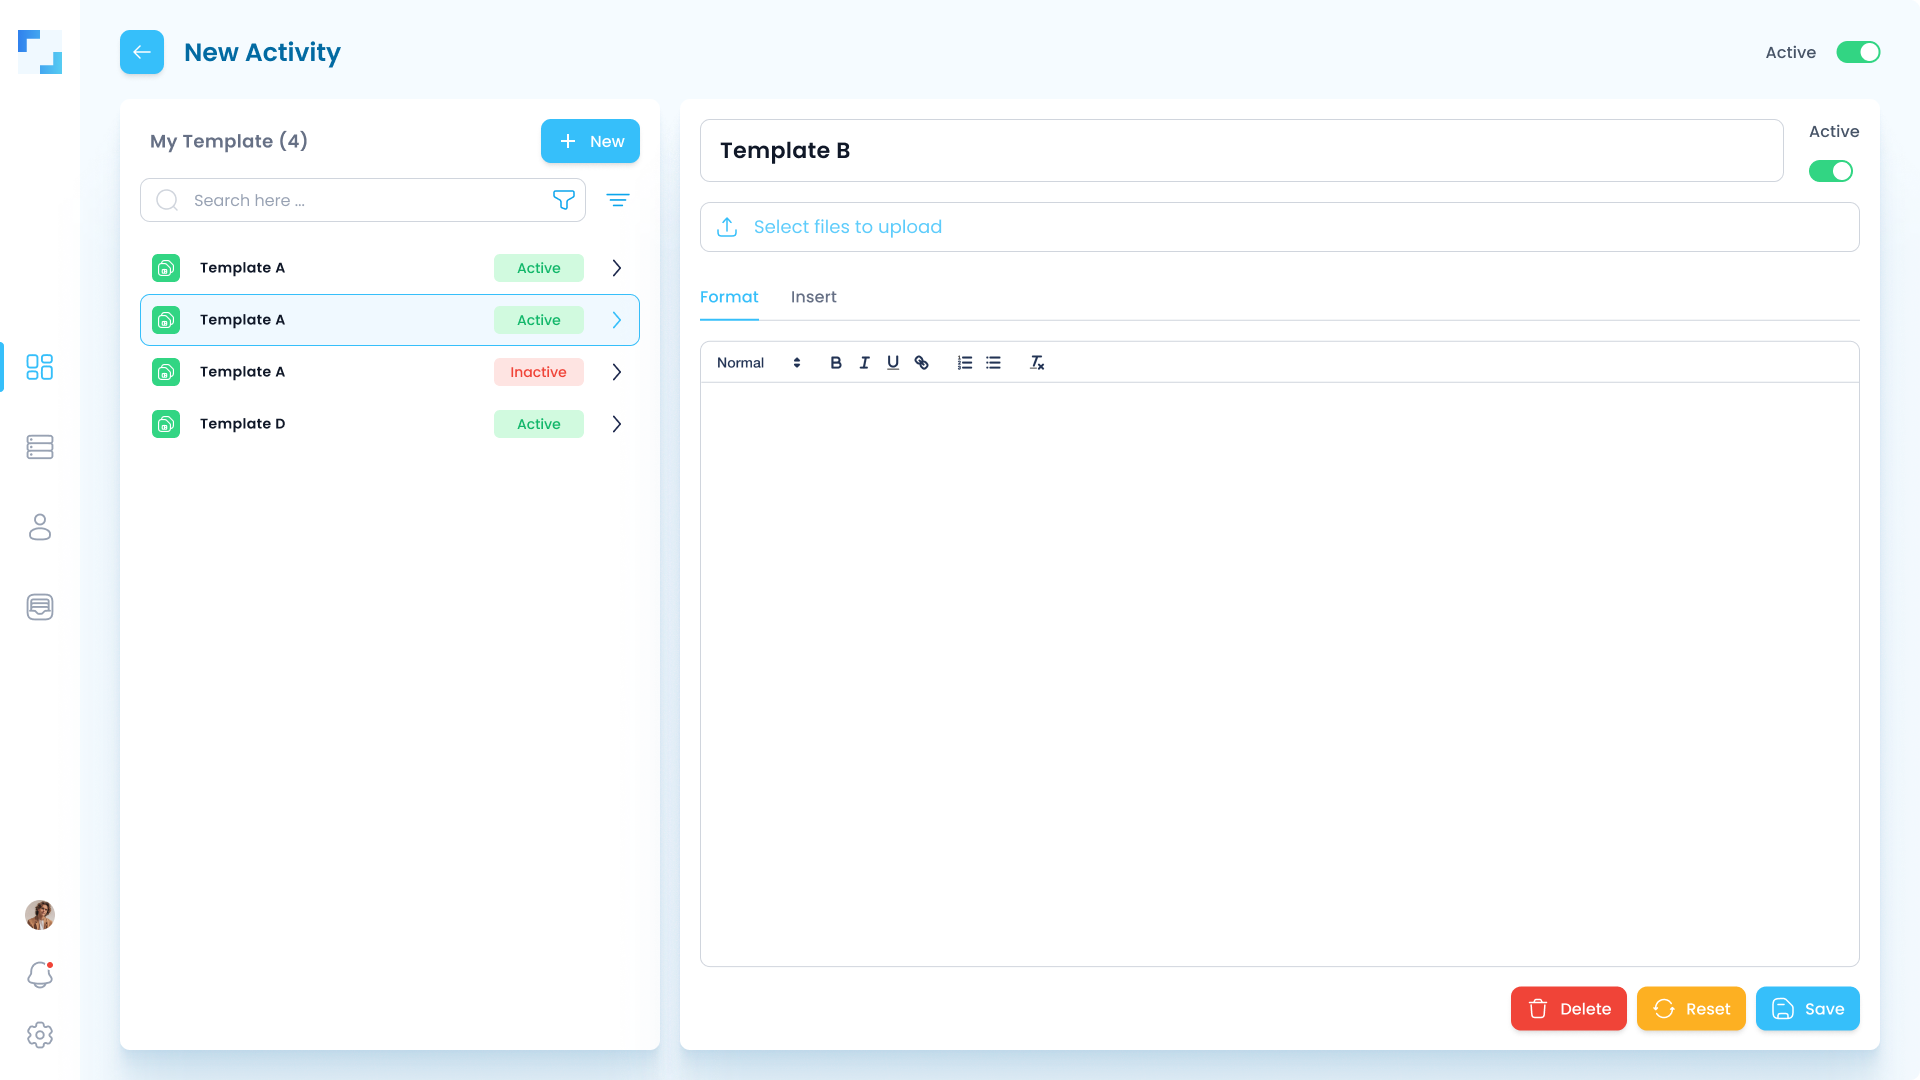 New Activity
Active
My Template (4)
New
Search here ...
Template A
Active
Template A
Active
Template A
Inactive
Template D
Active
Template B
Active
Select files to upload
Format
Insert
Normal
Delete
Reset
Save